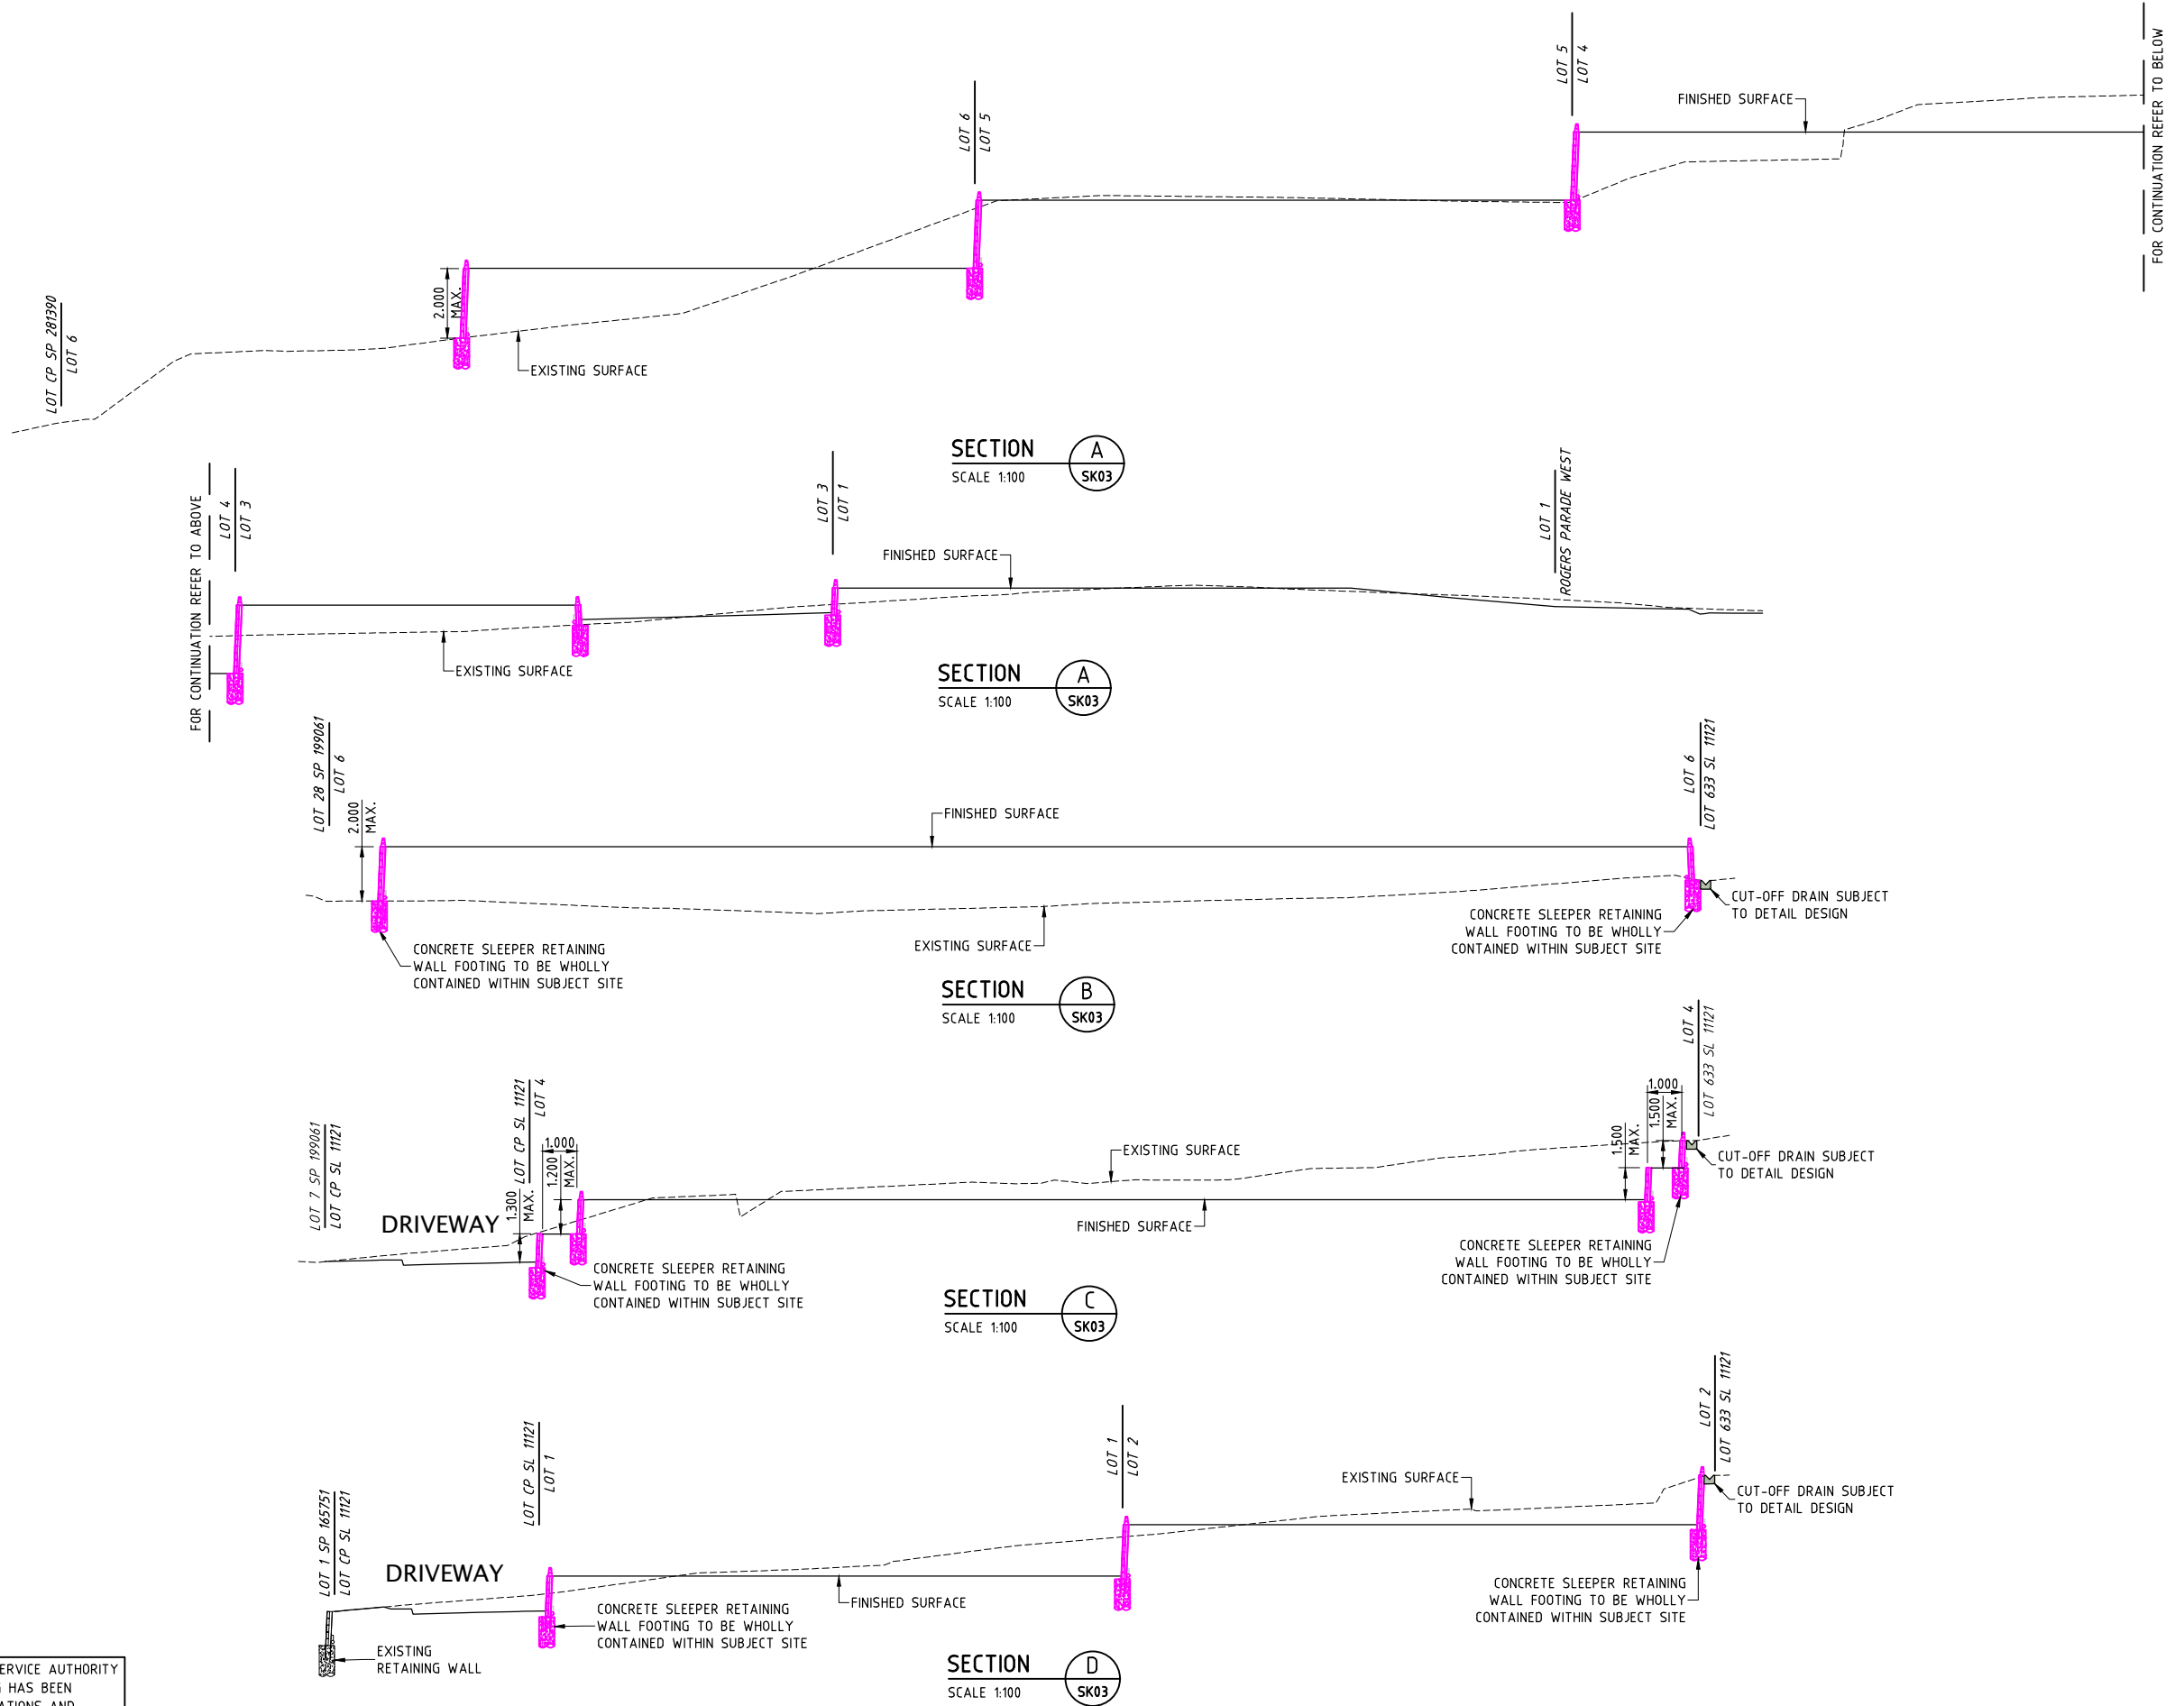 LOT 5
LOT 4
FINISHED SURFACE
FOR CONTINUATION REFER TO BELOW
LOT 6
LOT 5
LOT CP SP 281390
LOT 6
2.000
MAX.
EXISTING SURFACE
SECTION A
SCALE 1:100 SK03
FOR CONTINUATION REFER TO ABOVE
LOT 4
LOT 3
LOT 3
LOT 1
LOT 1
ROGERS PARADE WEST
FINISHED SURFACE
EXISTING SURFACE
SECTION A
SCALE 1:100 SK03
LOT 28 SP 199061
LOT 6
2.000
MAX.
FINISHED SURFACE
LOT 6
LOT 633 SL 11121
CUT-OFF DRAIN SUBJECT
TO DETAIL DESIGN
CONCRETE SLEEPER RETAINING
WALL FOOTING TO BE WHOLLY
CONTAINED WITHIN SUBJECT SITE
EXISTING SURFACE
CONCRETE SLEEPER RETAINING
WALL FOOTING TO BE WHOLLY
CONTAINED WITHIN SUBJECT SITE
SECTION B
SCALE 1:100 SK03
LOT 7 SP 199061
LOT CP SL 11121
DRIVEWAY
LOT CP SL 11121
LOT 4
1.300
MAX.
1.000
1.200
MAX.
EXISTING SURFACE
FINISHED SURFACE
1.500
MAX.
1.000
1.500
MAX.
LOT 4
LOT 633 SL 11121
CUT-OFF DRAIN SUBJECT
TO DETAIL DESIGN
CONCRETE SLEEPER RETAINING
WALL FOOTING TO BE WHOLLY
CONTAINED WITHIN SUBJECT SITE
CONCRETE SLEEPER RETAINING
WALL FOOTING TO BE WHOLLY
CONTAINED WITHIN SUBJECT SITE
SECTION C
SCALE 1:100 SK03
LOT 1 SP 165751
LOT CP SL 11121
DRIVEWAY
LOT CP SL 11121
LOT 1
LOT 1
LOT 2
EXISTING SURFACE
LOT 2
LOT 633 SL 11121
CUT-OFF DRAIN SUBJECT
TO DETAIL DESIGN
FINISHED SURFACE
CONCRETE SLEEPER RETAINING
WALL FOOTING TO BE WHOLLY
CONTAINED WITHIN SUBJECT SITE
CONCRETE SLEEPER RETAINING
WALL FOOTING TO BE WHOLLY
CONTAINED WITHIN SUBJECT SITE
EXISTING
RETAINING WALL
SECTION D
SCALE 1:100 SK03
AUTHORITY
HAS BEEN
AND